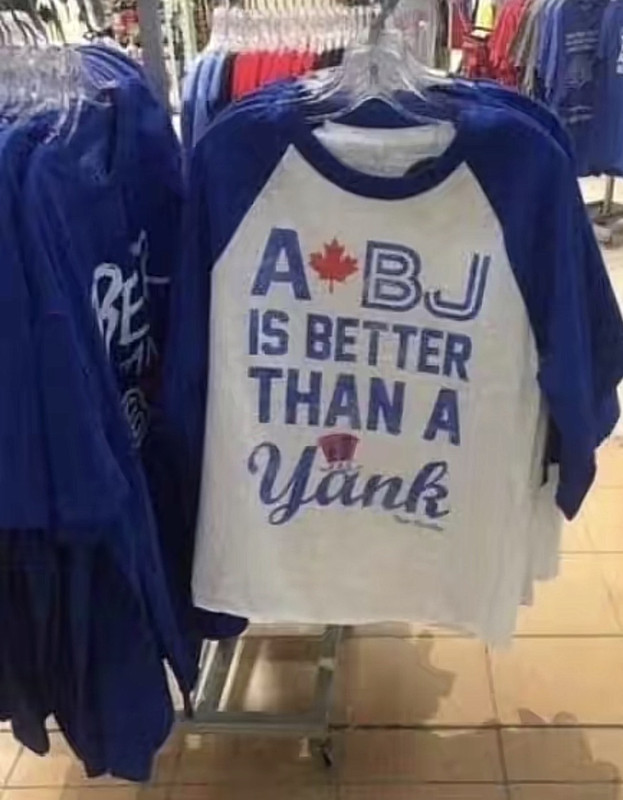 A BJ
IS BETTER
THAN A
Yank